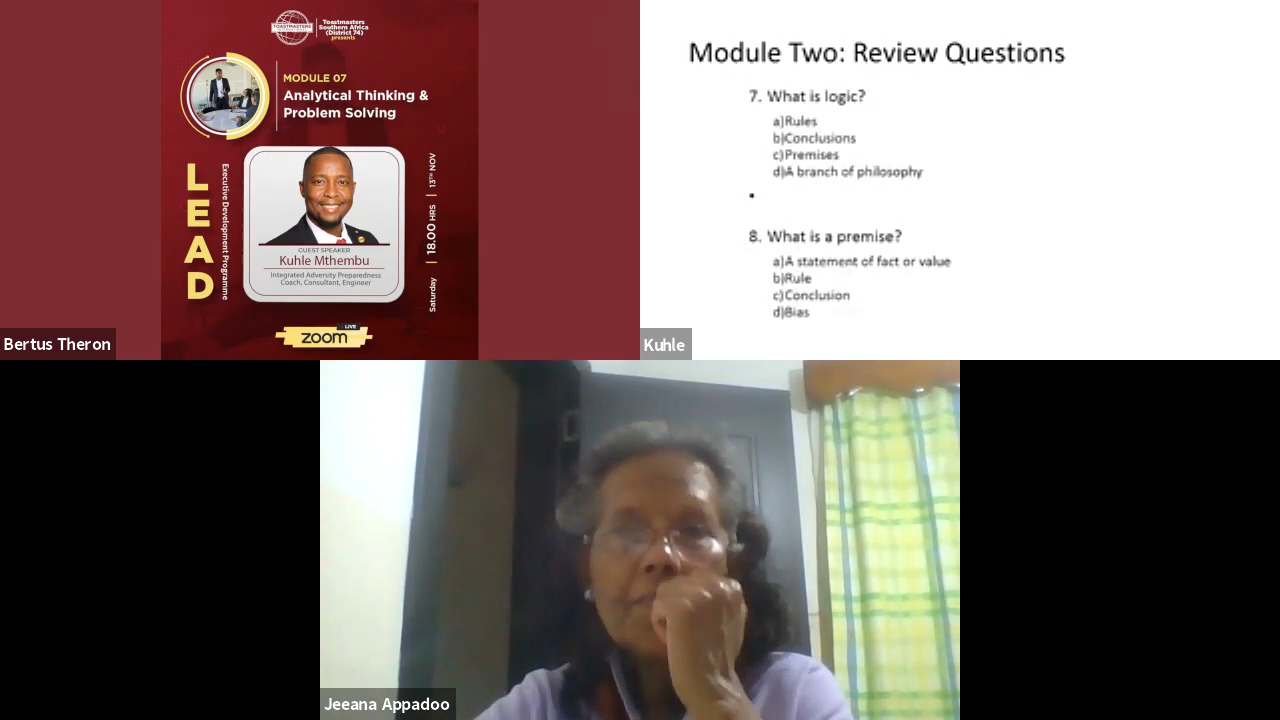 TOASTMASTERS
INTERNATIONAL
Toastmasters
Southern Africa
(District 74)
presents
MODULE 07
Analytical Thinking &
Problem Solving
LEAD
Executive Development Programme
GUEST SPEAKER
Kuhle Mthembu
Integrated Adversity Preparedness
Coach, Consultant, Engineer
Saturday | 18.00 HRS | 13TH NOV
LIVE
zoom
Bertus Theron
Module Two: Review Questions
7. What is logic?
a)Rules
b)Conclusions
c)Premises
d)A branch of philosophy
•
8. What is a premise?
a)A statement of fact or value
b)Rule
c)Conclusion
d)Bias
Kuhle
Jeeana Appadoo